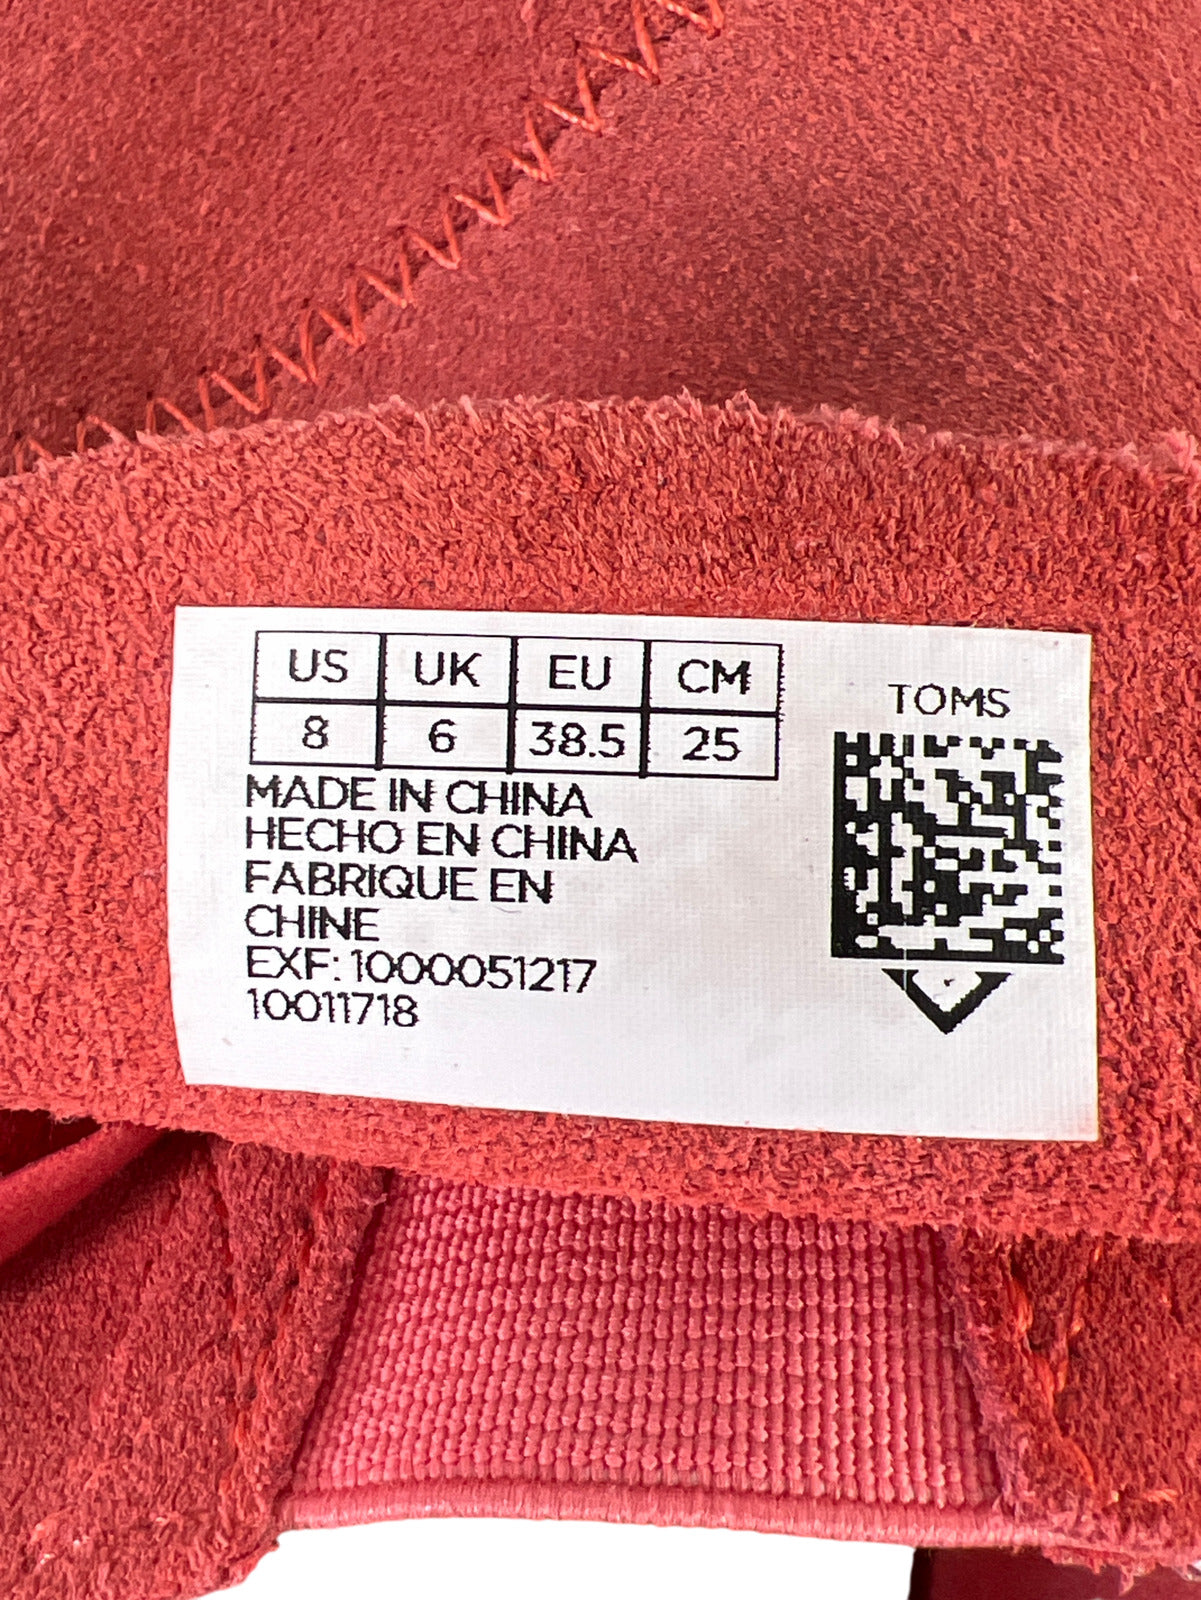 US UK EU CM
8 6 38.5 25
MADE IN CHINA
HECHO EN CHINA
FABRIQUE EN
CHINE
EXF: 1000051217
10011718
TOMS